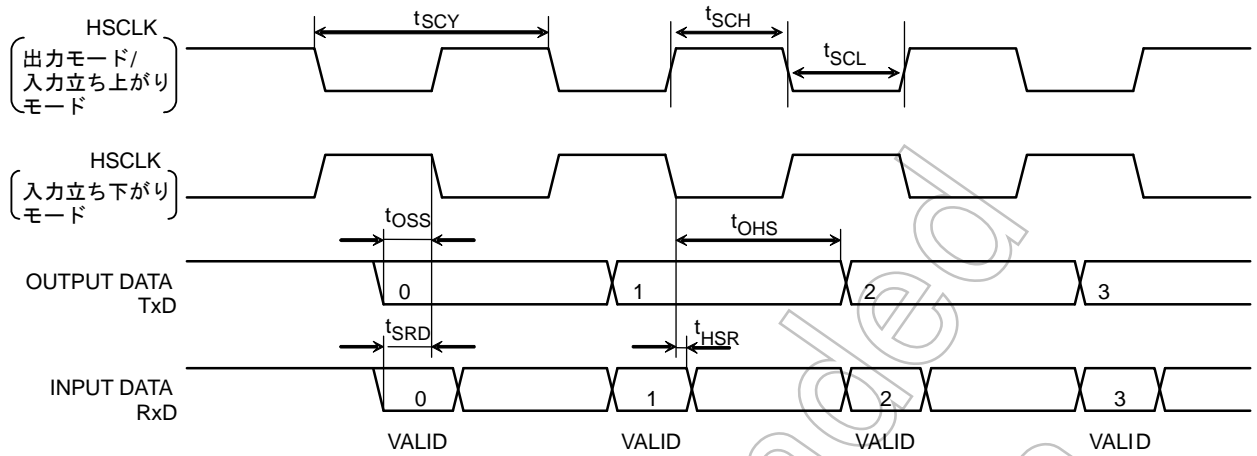 tSCY
tSCH
tSCL
HSCLK
出力モード/
入力立ち上がり
モード
HSCLK
入力立ち下がり
モード
tOSS
tOHS
OUTPUT DATA
TxD
0
1
2
3
tSRD
tHSR
INPUT DATA
RxD
0
1
2
3
VALID
VALID
VALID
VALID